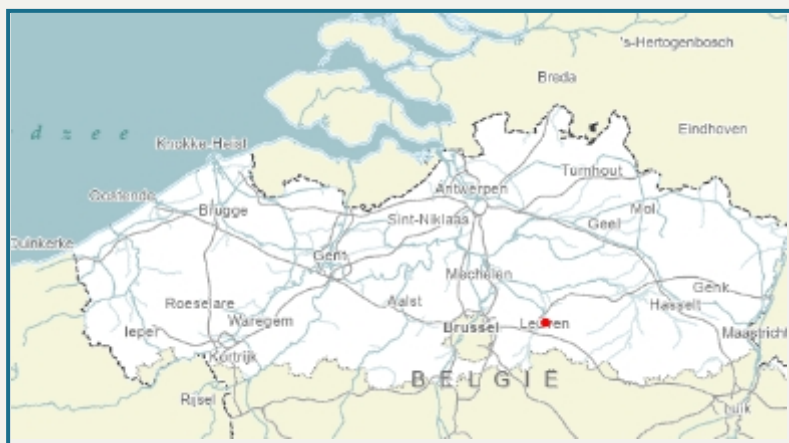 's-Hertogenbosch
Breda
Eindhoven
d z e e
Knokke-Heist
Turnhout
Antwerpen
Oostende
Brugge
Mol
Sint-Niklaas
Geel
Duinkerke
Gent
Mechelen
Genk
Roeselare
Aalst
Hasselt
Waregem
Brussel
Leuven
Ieper
Maastricht
Kortrijk
BELGIË
Rijsel
Luik